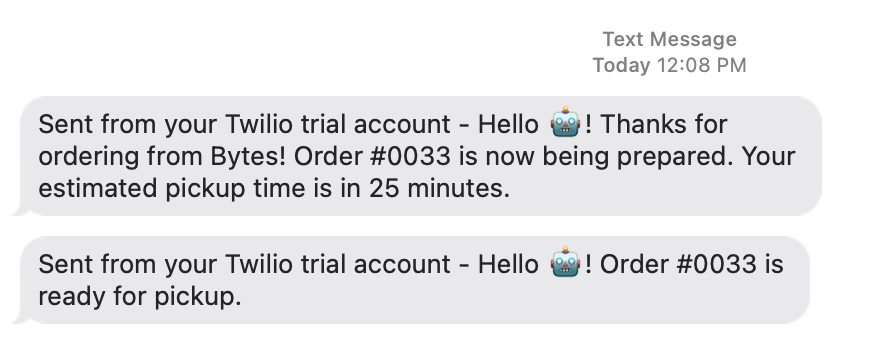 Text Message
Today 12:08 PM
Sent from your Twilio trial account - Hello 🤖! Thanks for
ordering from Bytes! Order #0033 is now being prepared. Your
estimated pickup time is in 25 minutes.
Sent from your Twilio trial account - Hello 🤖! Order #0033 is
ready for pickup.